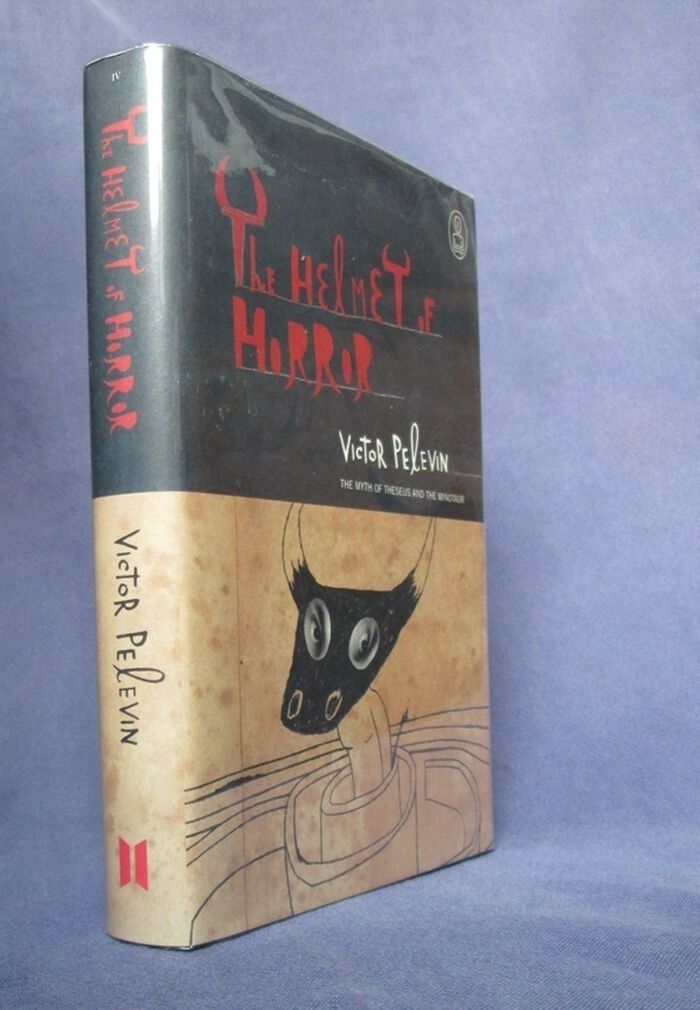 IV
The HELMET OF HORROR
VICTOR PELEVIN
The HELMET OF
HORROR
VICTOR PELEVIN
THE MYTH OF THESEUS AND THE MINOTAUR